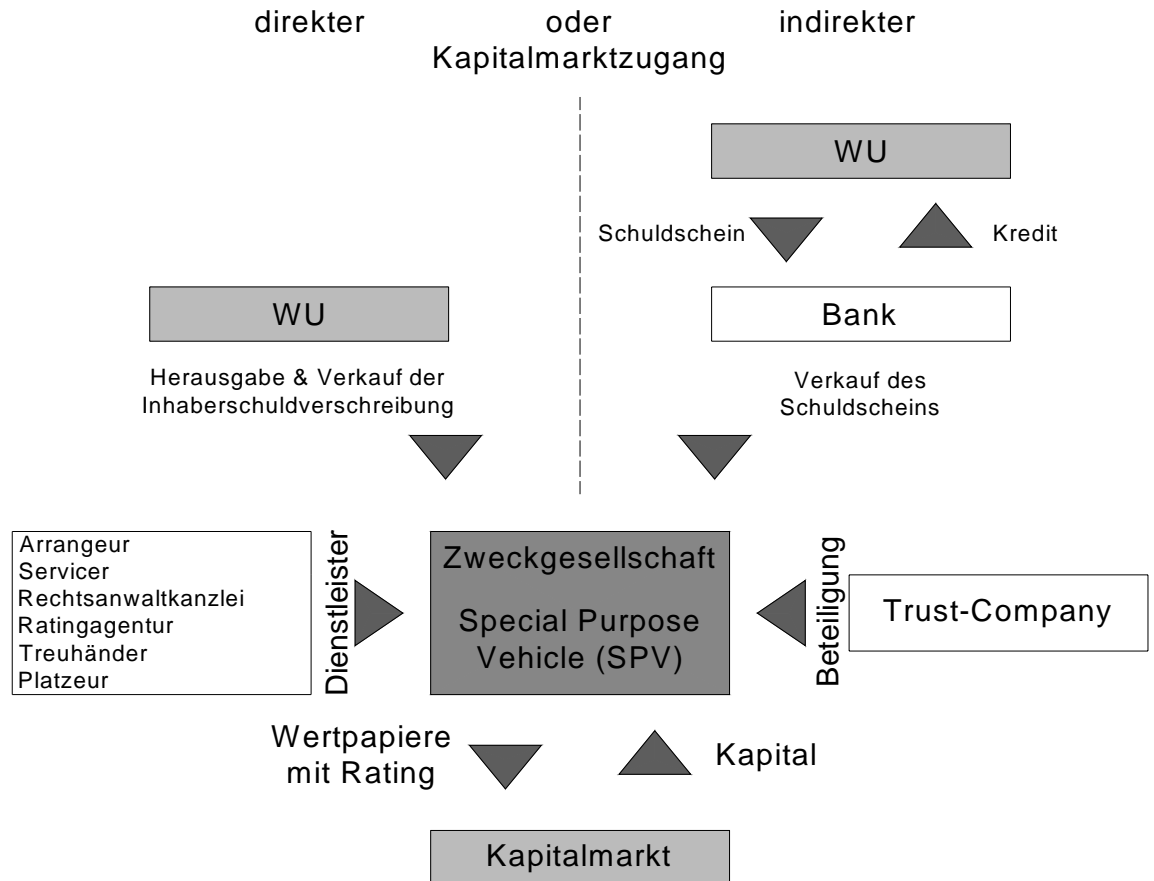 direkter oder indirekter
Kapitalmarktzugang
WU
Schuldschein
Kredit
WU
Bank
Herausgabe & Verkauf der
Inhaberschuldverschreibung
Verkauf des
Schuldscheins
Arrangeur
Servicer
Rechtsanwaltkanzlei
Ratingagentur
Treuhänder
Platzeur
Dienstleister
Zweckgesellschaft
Special Purpose
Vehicle (SPV)
Beteiligung
Trust-Company
Wertpapiere
mit Rating
Kapital
Kapitalmarkt